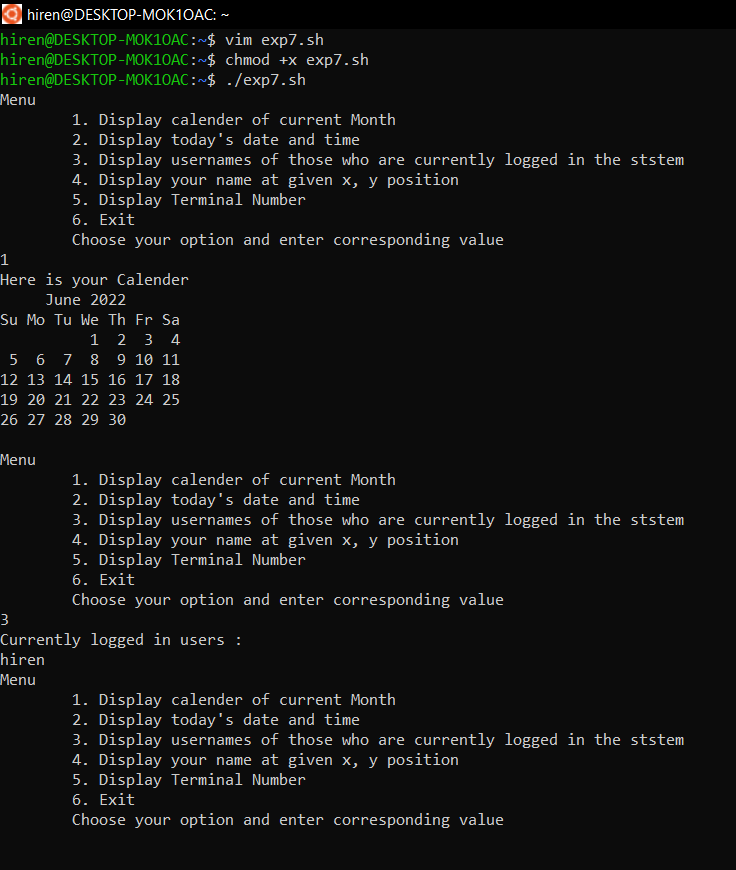 hiren@DESKTOP-MOK1OAC: ~
hiren@DESKTOP-MOK1OAC:~$ vim exp7.sh
hiren@DESKTOP-MOK1OAC:~$ chmod +x exp7.sh
hiren@DESKTOP-MOK1OAC:~$ ./exp7.sh
Menu
        1. Display calender of current Month
        2. Display today's date and time
        3. Display usernames of those who are currently logged in the ststem
        4. Display your name at given x, y position
        5. Display Terminal Number
        6. Exit
        Choose your option and enter corresponding value
1
Here is your Calender
     June 2022
Su Mo Tu We Th Fr Sa
          1  2  3  4
 5  6  7  8  9 10 11
12 13 14 15 16 17 18
19 20 21 22 23 24 25
26 27 28 29 30

Menu
        1. Display calender of current Month
        2. Display today's date and time
        3. Display usernames of those who are currently logged in the ststem
        4. Display your name at given x, y position
        5. Display Terminal Number
        6. Exit
        Choose your option and enter corresponding value
3
Currently logged in users :
hiren
Menu
        1. Display calender of current Month
        2. Display today's date and time
        3. Display usernames of those who are currently logged in the ststem
        4. Display your name at given x, y position
        5. Display Terminal Number
        6. Exit
        Choose your option and enter corresponding value